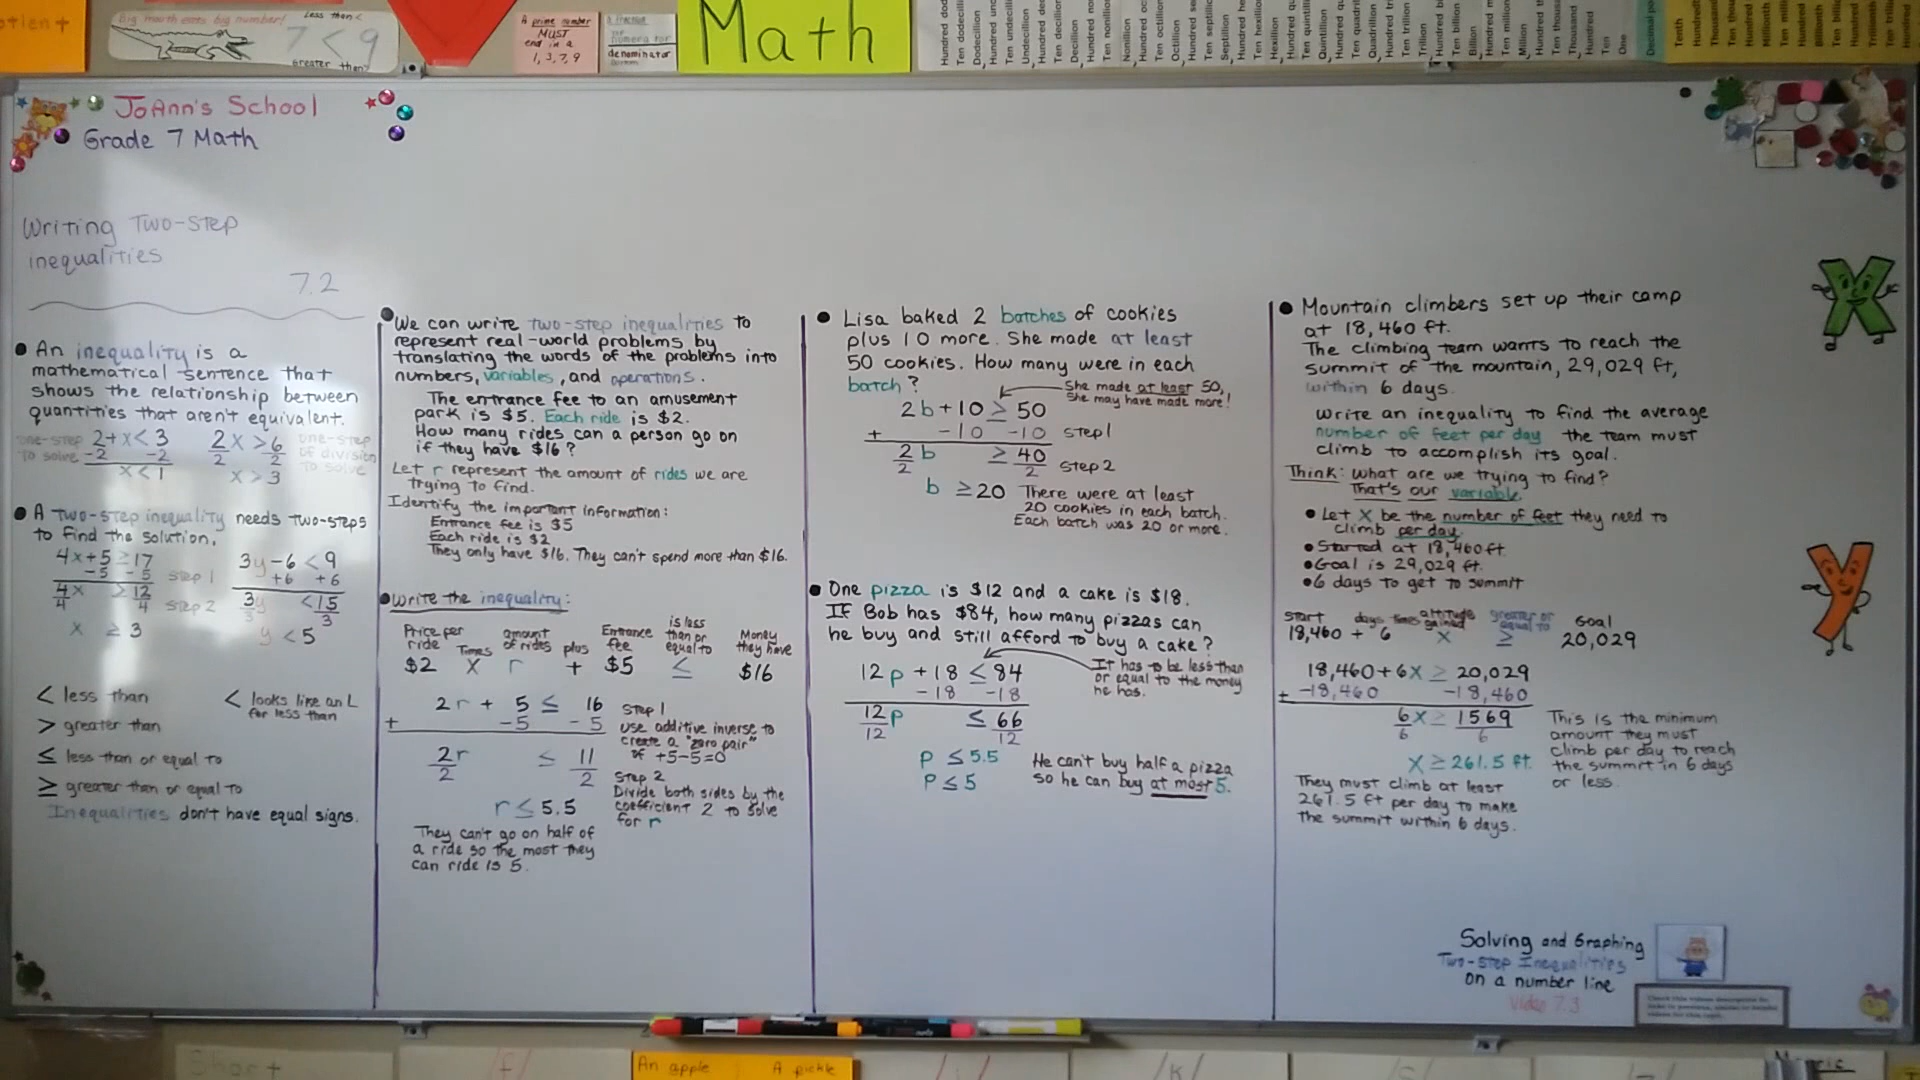 Big mouth eats big number!
Less than <
7 < 9
Greater than >
A prime number
MUST
end in a
1, 3, 7, 9
numerator
denominator
Math
JoAnn's School
Grade 7 Math
Writing Two-Step
inequalities
7.2
• An inequality is a
mathematical sentence that
shows the relationship between
quantities that aren't equivalent.
one-step
to solve
2+x<3
-2 -2
x<1
2x>6
2 2
x>3
one-step
of division
to solve
• A two-step inequality needs two-steps
to find the solution.
4x+5≥17
-5 -5 Step 1
4x ≥12
4 4 Step 2
x ≥ 3
3y-6<9
+6 +6
3y <15
3 3
y <5
< less than
< looks like an L
for less than
> greater than
≤ less than or equal to
≥ greater than or equal to
Inequalities don't have equal signs.
• We can write two-step inequalities to
represent real-world problems by
translating the words of the problems into
numbers, variables, and operations.
The entrance fee to an amusement
park is $5. Each ride is $2.
How many rides can a person go on
if they have $16?
Let r represent the amount of rides we are
trying to find.
Identify the important information:
Entrance fee is $5
Each ride is $2
They only have $16. They can't spend more than $16.
• Write the inequality:
Price per ride Times amount of rides plus Entrance fee is less than or equal to Money they have
$2 x r + $5 ≤ $16
2r + 5 ≤ 16
+ -5 -5
Step 1
Use additive inverse to
create a "zero pair"
of +5-5=0
2r ≤ 11
2 2
Step 2
Divide both sides by the
coefficient 2 to solve
for r
r ≤ 5.5
They can't go on half of
a ride so the most they
can ride is 5.
• Lisa baked 2 batches of cookies
plus 10 more. She made at least
50 cookies. How many were in each
batch?
She made at least 50,
she may have made more!
2b+10 ≥ 50
+ -10 -10 Step 1
2b ≥ 40
2 2 Step 2
b ≥20
There were at least
20 cookies in each batch.
Each batch was 20 or more.
• One pizza is $12 and a cake is $18.
IF Bob has $84, how many pizzas can
he buy and still afford to buy a cake?
12p +18 ≤ 84
-18 -18
It has to be less than
or equal to the money
he has.
12p ≤ 66
12 12
p ≤ 5.5
P ≤ 5
He can't buy half a pizza
so he can buy at most 5.
• Mountain climbers set up their camp
at 18,460 ft.
The climbing team wants to reach the
summit of the mountain, 29,029 ft,
within 6 days.
Write an inequality to find the average
number of feet per day the team must
climb to accomplish its goal.
Think: What are we trying to find?
That's our variable.
• Let X be the number of feet they need to
climb per day
• Started at 18,460 ft.
• Goal is 29,029 ft.
• 6 days to get to summit
Start days times altitude gained greater or equal to Goal
18,460 + 6 x ≥ 20,029
18,460+6x ≥ 20,029
+ -18,460 -18,460
6x ≥ 1569
6 6
X ≥ 261.5 ft.
This is the minimum
amount they must
climb per day to reach
the summit in 6 days
or less.
They must climb at least
261.5 ft per day to make
the summit within 6 days.
Solving and Graphing
Two-Step Inequalities
on a number line
Video 7.3
Short
/f/
An apple
A pickle
/k/